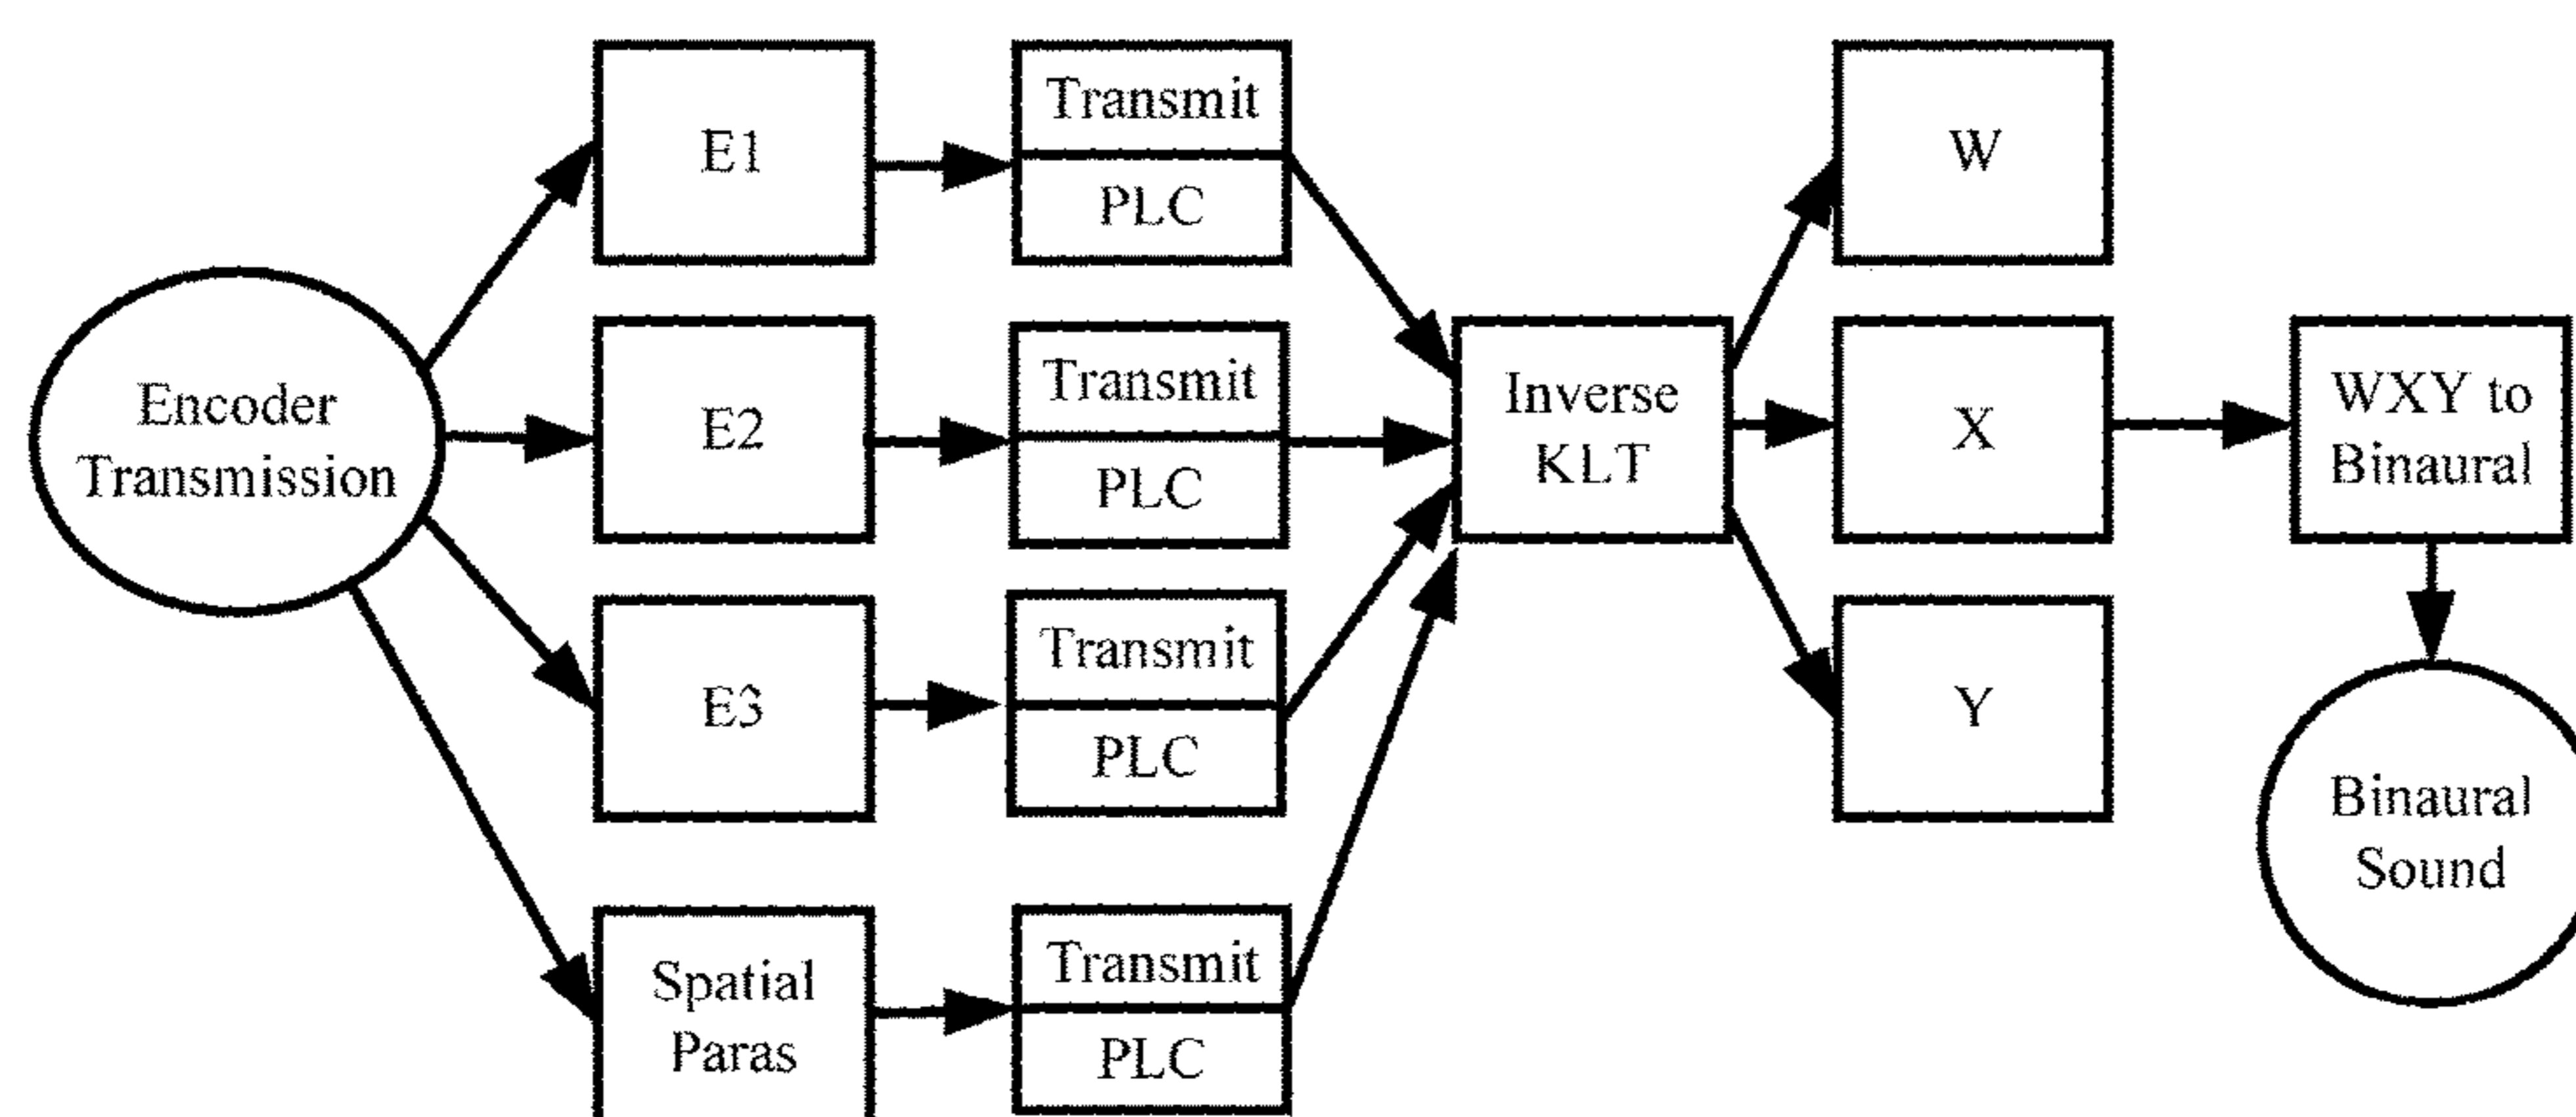 Encoder
Transmission
E1
E2
E3
Spatial
Paras
Transmit
PLC
Transmit
PLC
Transmit
PLC
Transmit
PLC
Inverse
KLT
W
X
Y
WXY to
Binaural
Binaural
Sound